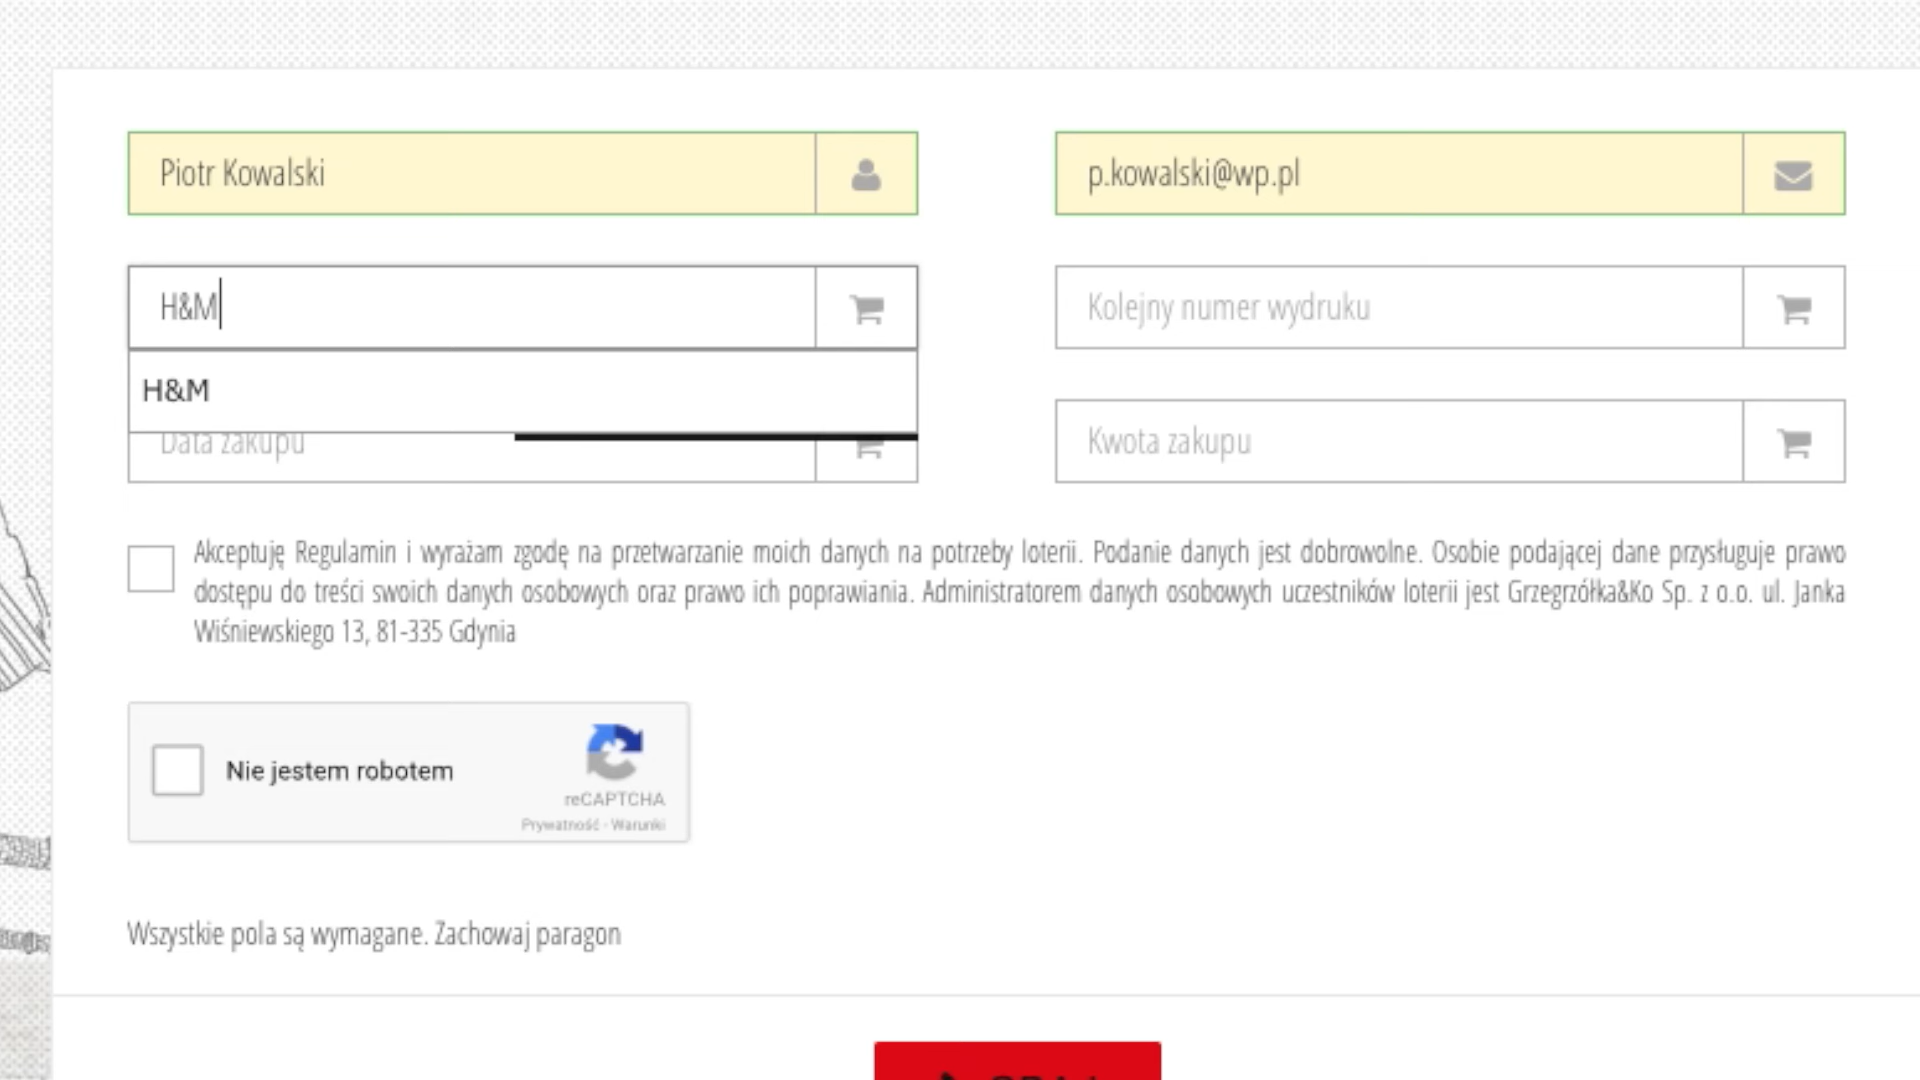 Piotr Kowalski
p.kowalski@wp.pl
H&M
Kolejny numer wydruku
H&M
Data zakupu
Kwota zakupu
Akceptuję Regulamin i wyrażam zgodę na przetwarzanie moich danych na potrzeby loterii. Podanie danych jest dobrowolne. Osobie podającej dane przysługuje prawo
dostępu do treści swoich danych osobowych oraz prawo ich poprawiania. Administratorem danych osobowych uczestników loterii jest Grzegrzółka&Ko Sp. z o.o. ul. Janka
Wiśniewskiego 13, 81-335 Gdynia
Nie jestem robotem
reCAPTCHA
Prywatność - Warunki
Wszystkie pola są wymagane. Zachowaj paragon